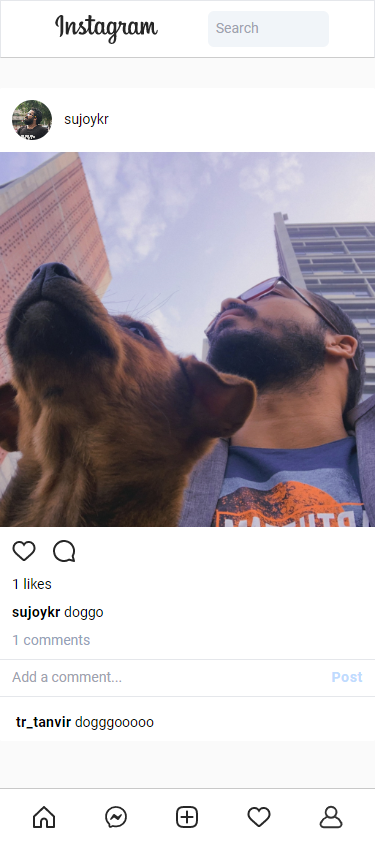 Instagram
Search
sujoykr
1 likes
sujoykr doggo
1 comments
Add a comment...
Post
tr_tanvir dogggooooo